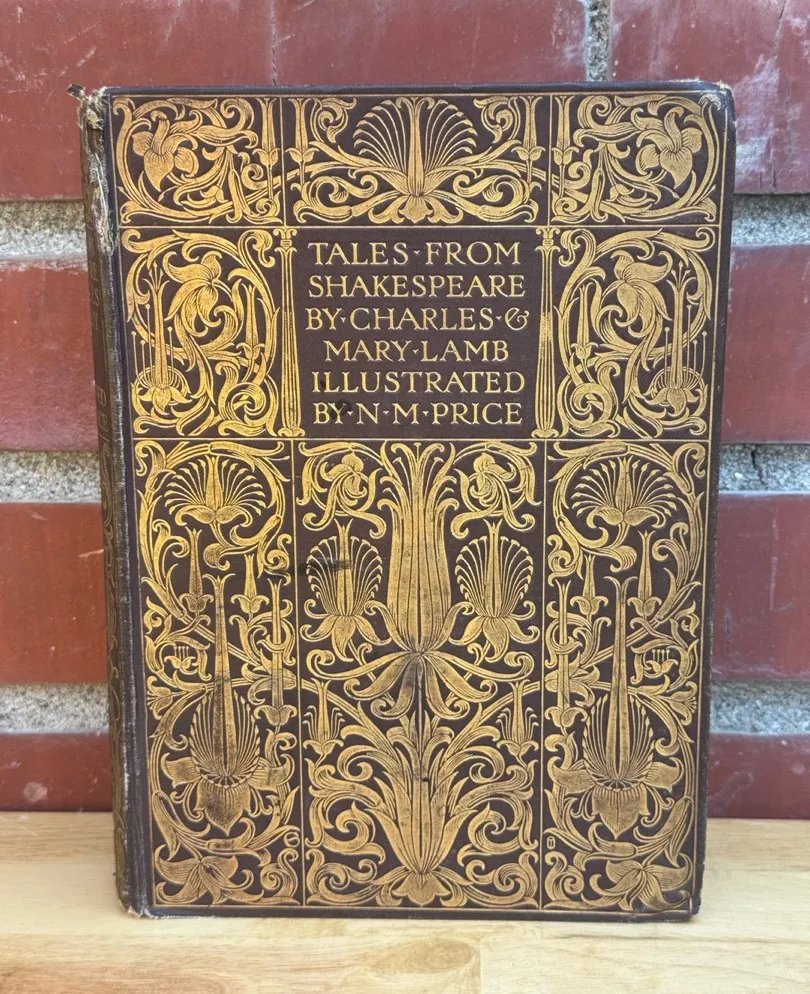 TALES·FROM
SHAKESPEARE
BY·CHARLES·&
MARY·LAMB
ILLUSTRATED
BY·N·M·PRICE